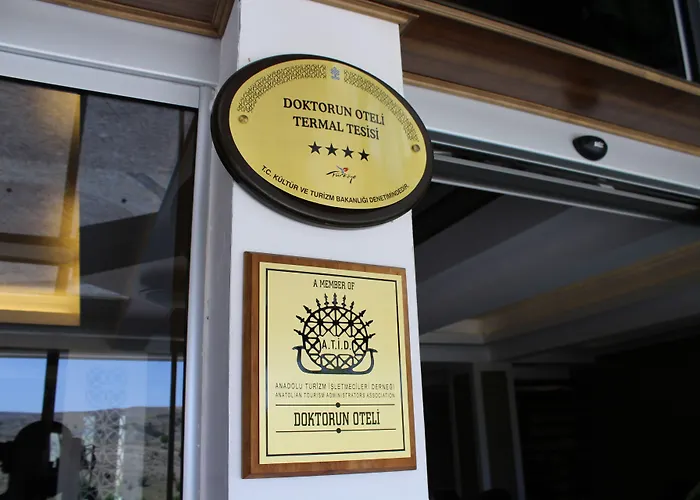 DOKTORUN OTELİ
TERMAL TESİSİ
Türkiye
T.C. KÜLTÜR VE TURİZM BAKANLIĞI DENETİMİNDEDİR.
A MEMBER OF
A.T.I.D.
ANADOLU TURİZM İŞLETMECİLERİ DERNEĞİ
ANATOLIAN TOURISM ADMINISTRATORS ASSOCIATION
DOKTORUN OTELİ